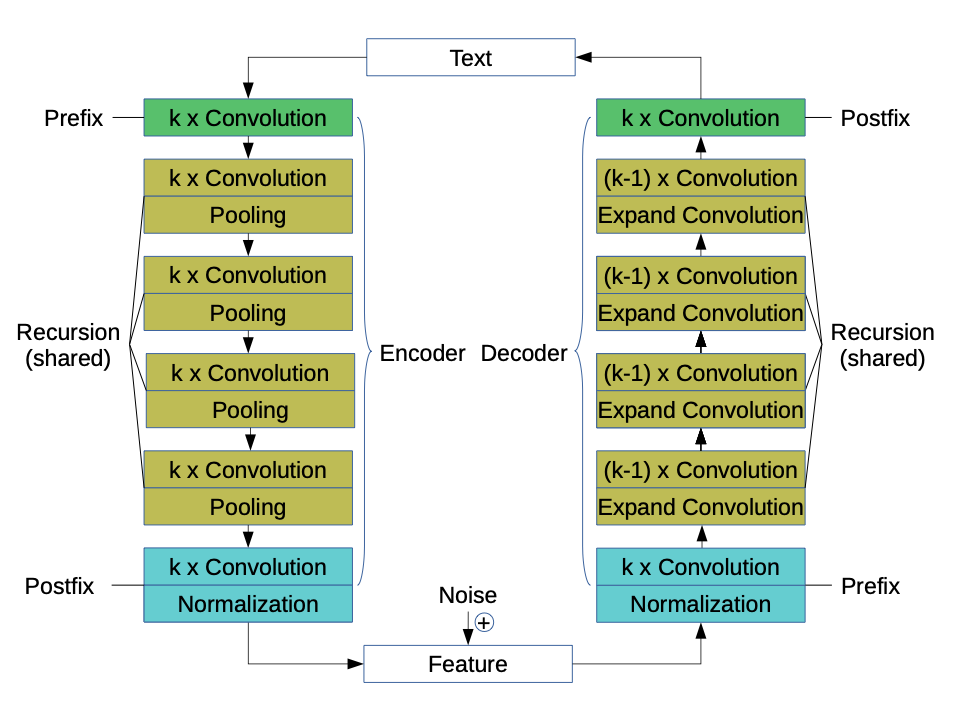 Text
Prefix
k x Convolution
k x Convolution
Pooling
k x Convolution
Pooling
k x Convolution
Pooling
k x Convolution
Pooling
k x Convolution
Normalization
Recursion
(shared)
Postfix
Encoder
Noise
+
Feature
Decoder
k x Convolution
Postfix
(k-1) x Convolution
Expand Convolution
(k-1) x Convolution
Expand Convolution
(k-1) x Convolution
Expand Convolution
(k-1) x Convolution
Expand Convolution
Recursion
(shared)
k x Convolution
Normalization
Prefix